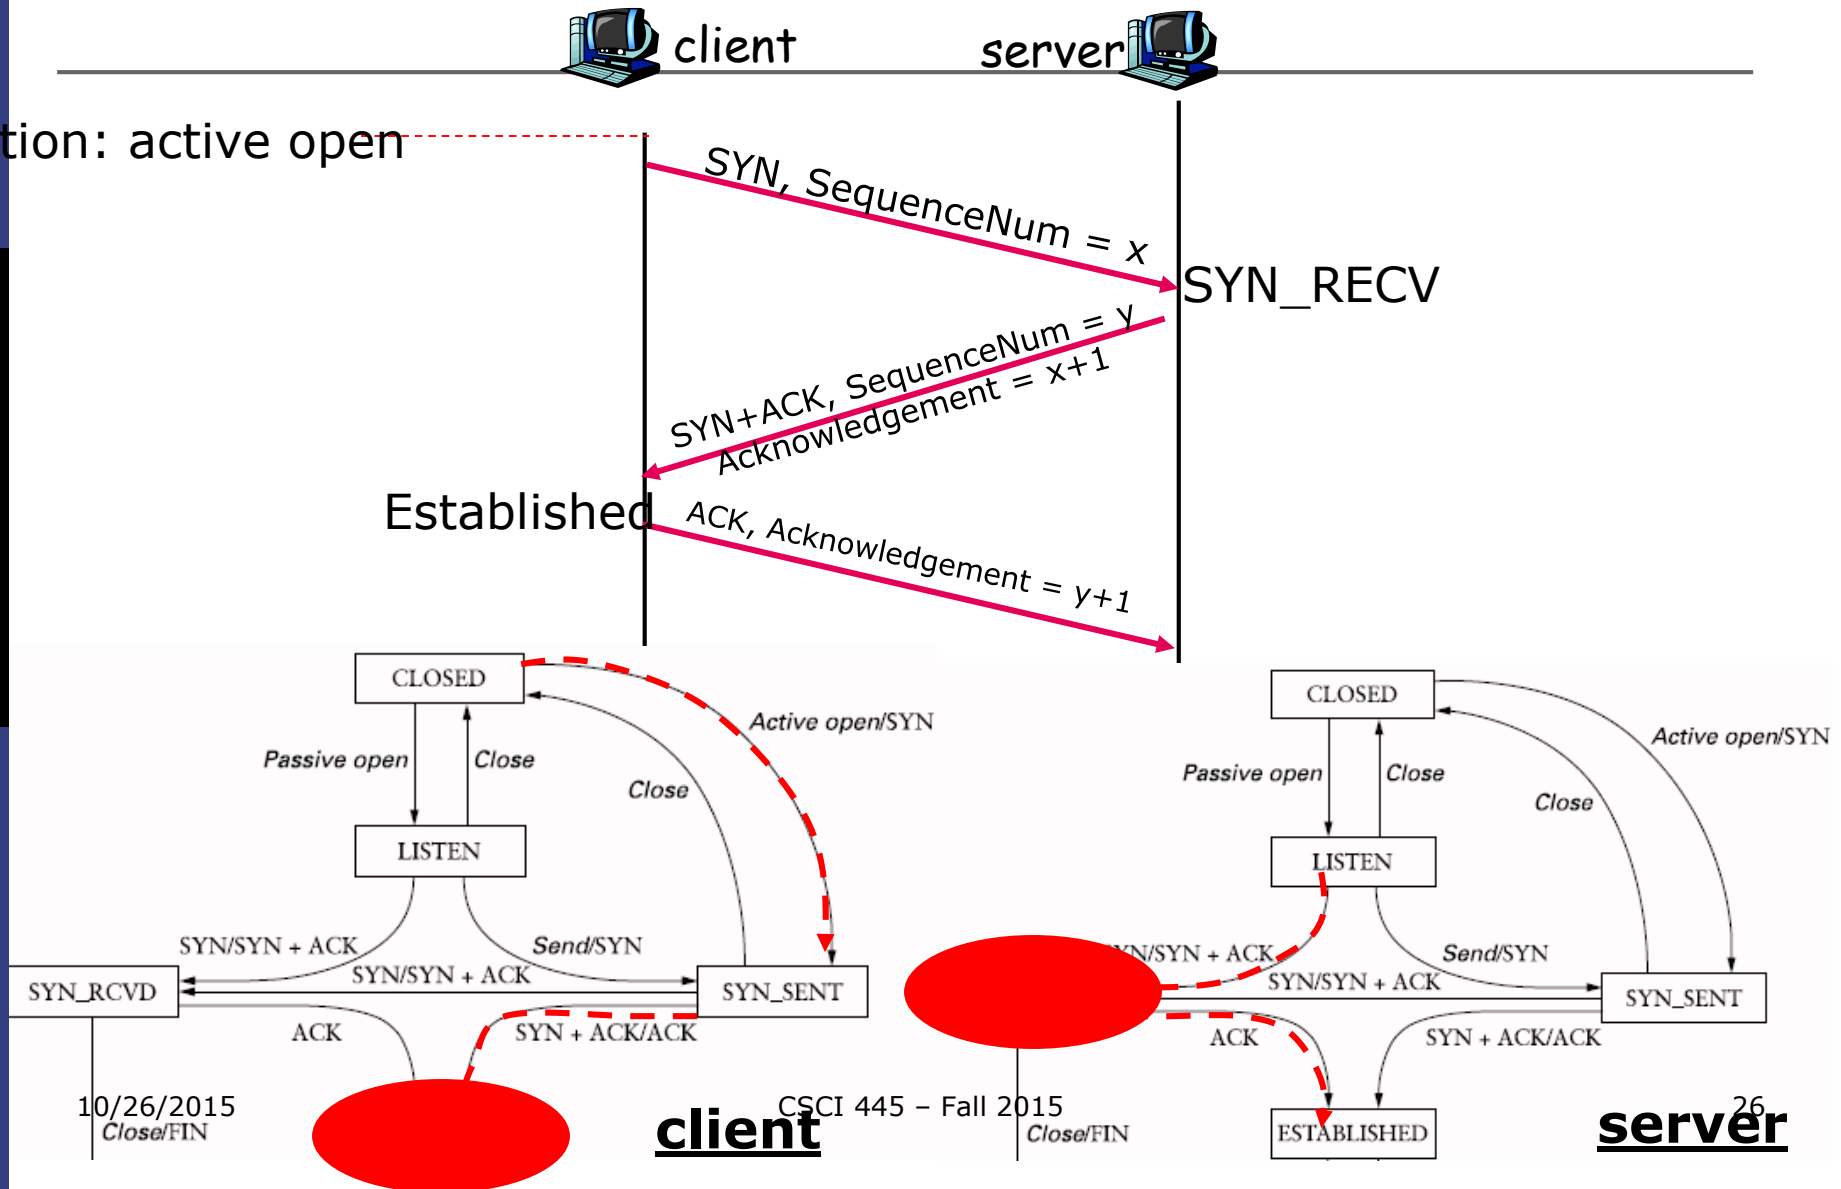 client
server
tion: active open
SYN, SequenceNum = x
SYN_RECV
SYN+ACK, SequenceNum = y
Acknowledgement = x+1
Established
ACK, Acknowledgement = y+1
CLOSED
Active open/SYN
Passive open
Close
Close
LISTEN
SYN/SYN + ACK
Send/SYN
SYN/SYN + ACK
SYN_RCVD
SYN_SENT
ACK
SYN + ACK/ACK
Close/FIN
client
CLOSED
Active open/SYN
Passive open
Close
Close
LISTEN
YN/SYN + ACK
Send/SYN
SYN/SYN + ACK
SYN_SENT
ACK
SYN + ACK/ACK
Close/FIN
ESTABLISHED
server
10/26/2015
CSCI 445 – Fall 2015
26